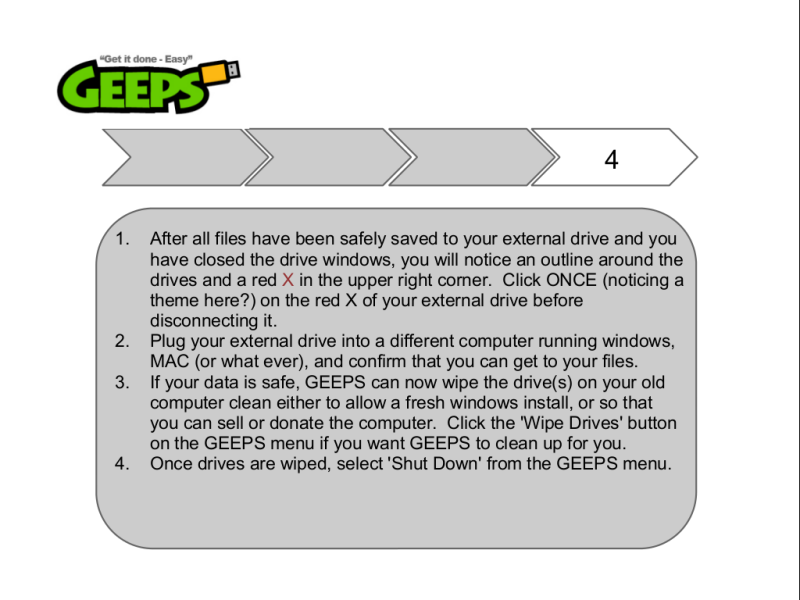 "Get it done - Easy"
GEEPS
4
1. After all files have been safely saved to your external drive and you
have closed the drive windows, you will notice an outline around the
drives and a red X in the upper right corner.  Click ONCE (noticing a
theme here?) on the red X of your external drive before
disconnecting it.
2. Plug your external drive into a different computer running windows,
MAC (or what ever), and confirm that you can get to your files.
3. If your data is safe, GEEPS can now wipe the drive(s) on your old
computer clean either to allow a fresh windows install, or so that
you can sell or donate the computer.  Click the 'Wipe Drives' button
on the GEEPS menu if you want GEEPS to clean up for you.
4. Once drives are wiped, select 'Shut Down' from the GEEPS menu.